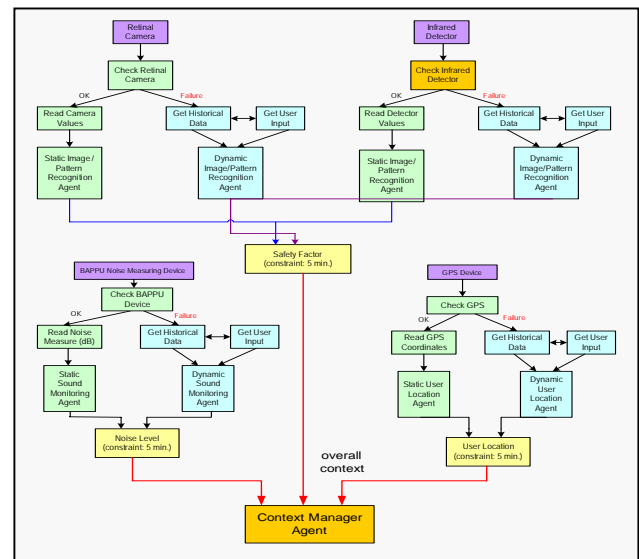 Retinal
Camera
Infrared
Detector
Check Retinal
Camera
Check Infrared
Detector
OK
Failure
OK
Failure
Read Camera
Values
Get Historical
Data
Get User
Input
Read Detector
Values
Get Historical
Data
Get User
Input
Static Image/
Pattern
Recognition
Agent
Dynamic
Image/Pattern
Recognition
Agent
Static Image/
Pattern
Recognition
Agent
Dynamic
Image/Pattern
Recognition
Agent
Safety Factor
(constraint: 5 min.)
BAPPU Noise Measuring Device
GPS Device
Check BAPPU
Device
Check GPS
OK
Failure
OK
Failure
Read Noise
Measure (dB)
Get Historical
Data
Get User
Input
Read GPS
Coordinates
Get Historical
Data
Get User
Input
Static
Sound
Monitoring
Agent
Dynamic
Sound
Monitoring
Agent
Static User
Location
Agent
Dynamic
User
Location
Agent
Noise Level
(constraint: 5 min.)
User Location
(constraint: 5 min.)
overall
context
Context Manager
Agent